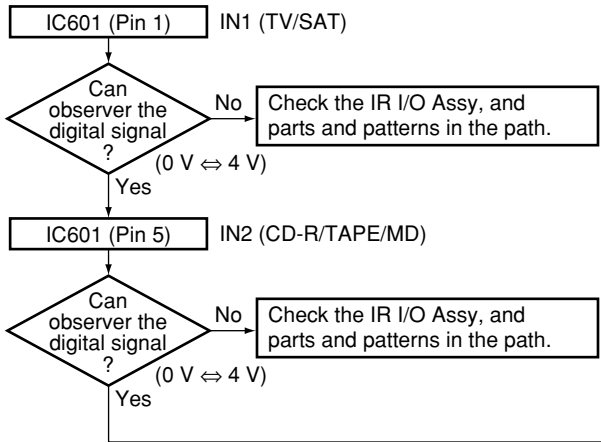 IC601 (Pin 1) IN1 (TV/SAT)
Can
observer the
digital signal
?
No
Check the IR I/O Assy, and
parts and patterns in the path.
(0 V ⇔ 4 V)
Yes
IC601 (Pin 5) IN2 (CD-R/TAPE/MD)
Can
observer the
digital signal
?
No
Check the IR I/O Assy, and
parts and patterns in the path.
(0 V ⇔ 4 V)
Yes